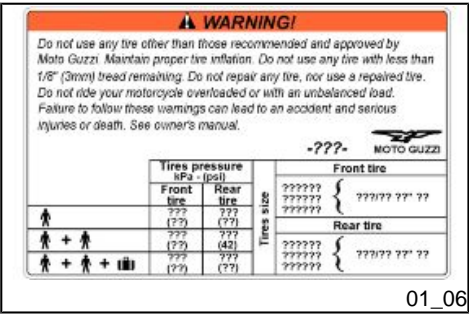 WARNING!
Do not use any tire other than those recommended and approved by
Moto Guzzi. Maintain proper tire inflation. Do not use any tire with less than
1/8" (3mm) tread remaining. Do not repair any tire, nor use a repaired tire.
Do not ride your motorcycle overloaded or with an unbalanced load.
Failure to follow these warnings can lead to an accident and serious
injuries or death. See owner's manual.
-???- MOTO GUZZI
Tires pressure
kPa - (psi)
Front tire
Rear tire
??? ???
(??) (??)
+ ??? ???
(??) (42)
+ + ??? ???
(??) (??)
Tires size
Front tire
??????
?????? { ???/?? ??" ??
??????
Rear tire
??????
?????? { ???/?? ??" ??
??????
01_06